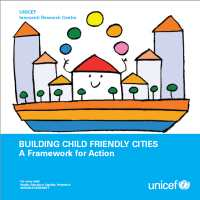 UNICEF
Innocenti Research Centre
BUILDING CHILD FRIENDLY CITIES
A Framework for Action
unicef